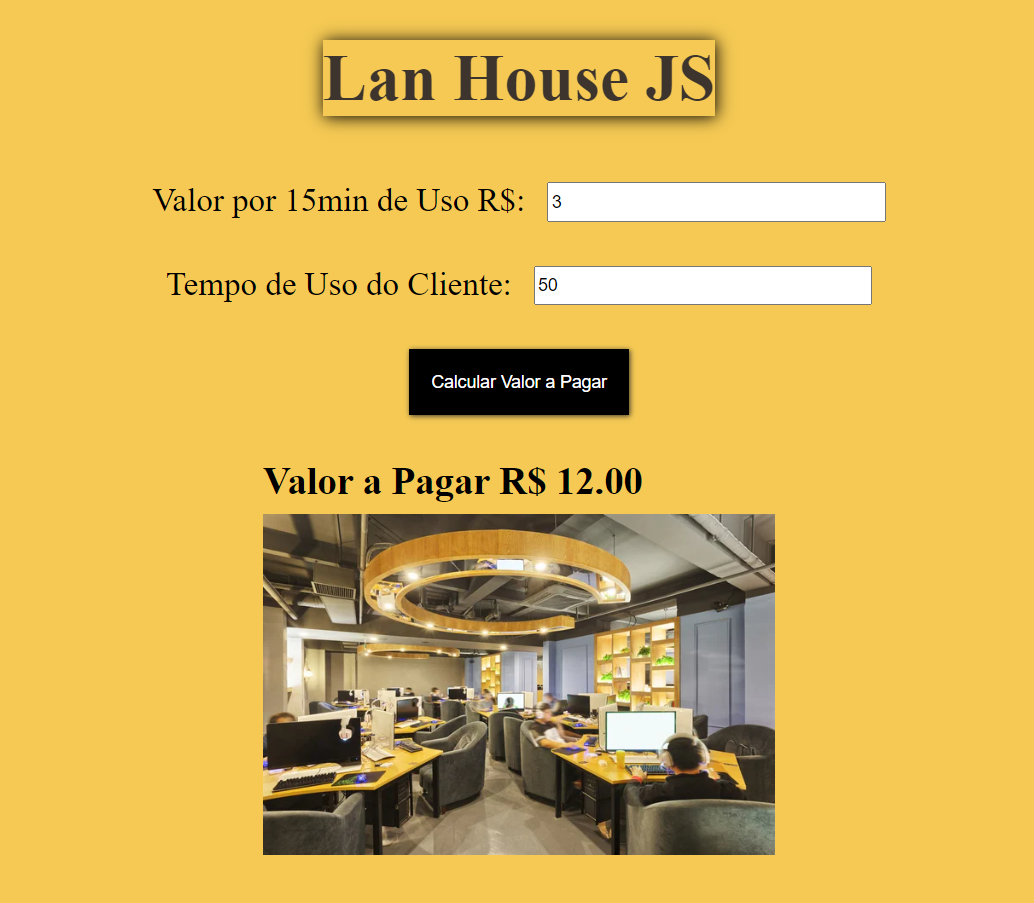 Lan House JS
Valor por 15min de Uso R$: 3
Tempo de Uso do Cliente: 50
Calcular Valor a Pagar
Valor a Pagar R$ 12.00